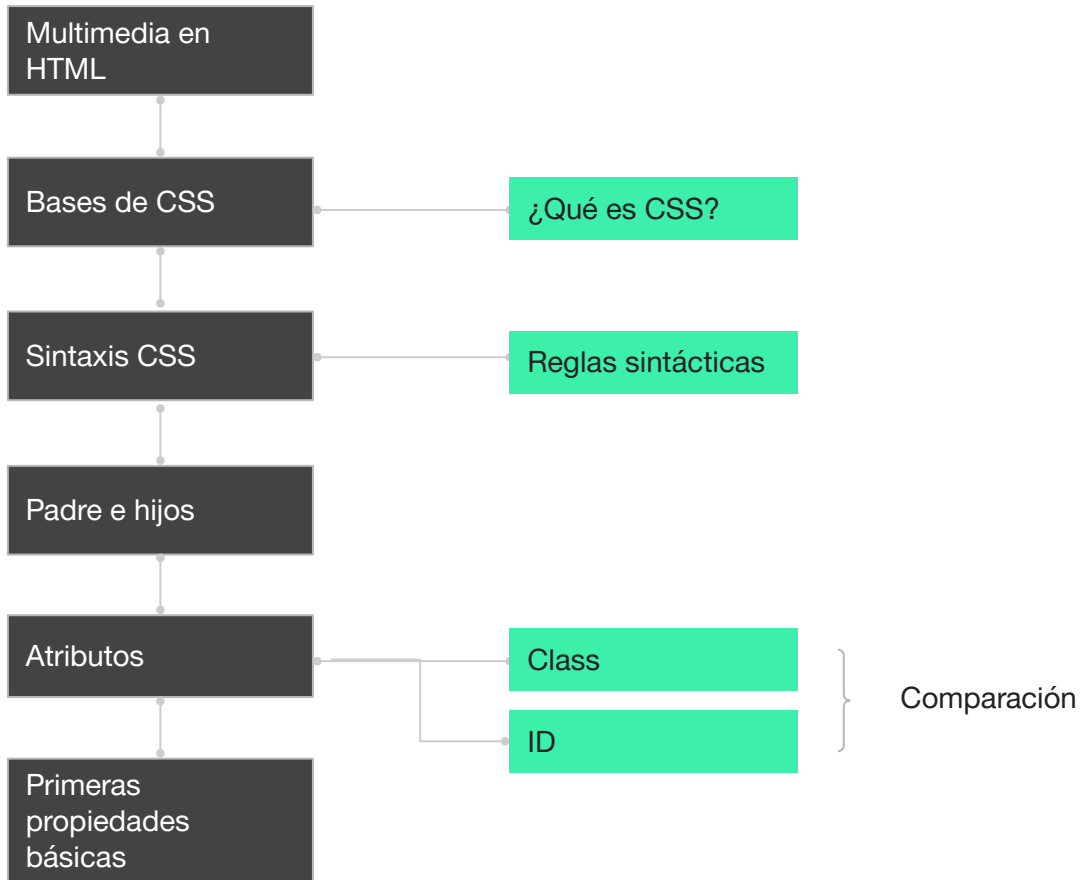 Multimedia en
HTML
Bases de CSS
¿Qué es CSS?
Sintaxis CSS
Reglas sintácticas
Padre e hijos
Atributos
Class
ID
Comparación
Primeras
propiedades
básicas